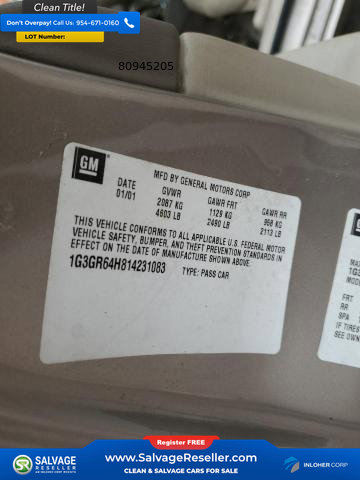 Clean Title!
Don't Overpay! Call Us: 954-671-0160
LOT Number:
80945205
GM
MFD BY GENERAL MOTORS CORP
DATE GVWR GAWR FRT GAWR RR
01/01 2087 KG 1129 KG 958 KG
4603 LB 2490 LB 2113 LB
THIS VEHICLE CONFORMS TO ALL APPLICABLE U.S. FEDERAL MOTOR
VEHICLE SAFETY, BUMPER, AND THEFT PREVENTION STANDARDS IN
EFFECT ON THE DATE OF MANUFACTURE SHOWN ABOVE.
1G3GR64H814231083 TYPE: PASS CAR
GM
1G3
MODE
FRT
RR
SPA
IF TIRES
SEE OWN
Register FREE
www.SalvageReseller.com
CLEAN & SALVAGE CARS FOR SALE
SR SALVAGE RESELLER
INLOHER CORP